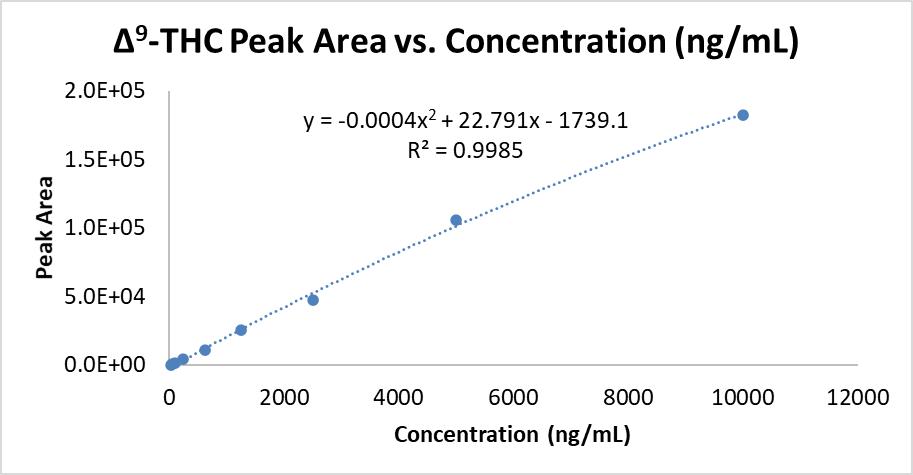 Δ⁹-THC Peak Area vs. Concentration (ng/mL)
2.0E+05
y = -0.0004x² + 22.791x - 1739.1
R² = 0.9985
1.5E+05
1.0E+05
5.0E+04
0.0E+00
Peak Area
0 2000 4000 6000 8000 10000 12000
Concentration (ng/mL)